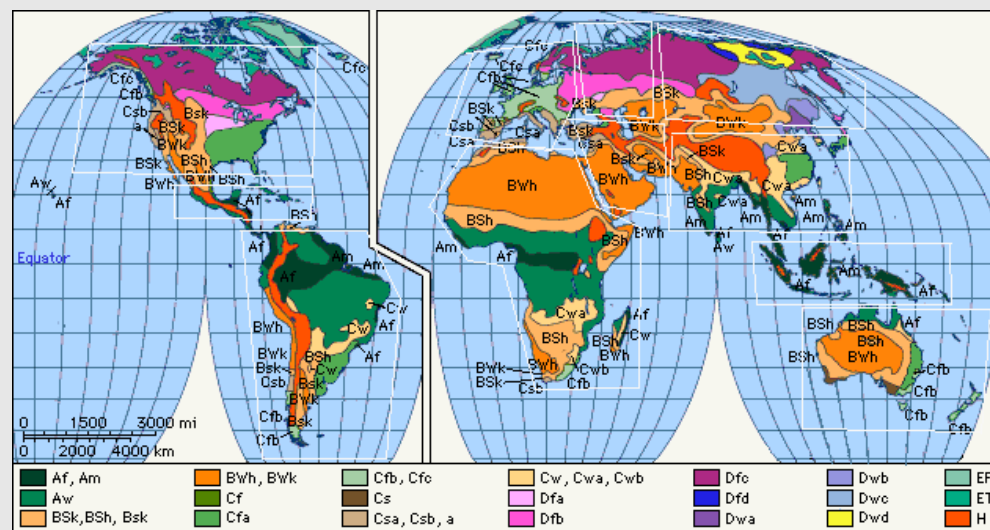 Cfc
Cfb
Csb
a
Bsk
BSk
BWk
BSh
BWh
BWh
BSh
Aw
Af
Af
BSh
Equator
Af
Am
Am
Af
Cw
Cw
Af
BWh
BWk
BSh
Af
Bsk
Cw
Csb
Bsk
BWk
Cfb
Bsk
Cfb
0 1500 3000 mi
0 2000 4000 km
Cfc
Cfc
Cfb
BSk
Csb
Csa
Csa
BSh
Bsk
Bsk
Csa
BSk
BWk
BWk
Bsk
BWk
BWh
BWh
BSh
BWh
BSh
Am
Af
BSh
BSk
BSh
Cwa
Cwa
Cwa
Am
Am
Am
Am
Aw
Af
Am
Af
Cwa
Af
BSh
BSh
Cw
BWh
BWh
BWk
BSk
Csb
Cwb
Cfb
BSh
BSh
Af
BSh
BWh
Cfb
Cfb
Cfb
Af, Am
BWh, BWk
Cfb, Cfc
Cw, Cwa, Cwb
Dfc
Dwb
EF
Aw
Cf
Cs
Dfa
Dfd
Dwc
ET
BSk, BSh, Bsk
Cfa
Csa, Csb, a
Dfb
Dwa
Dwd
H